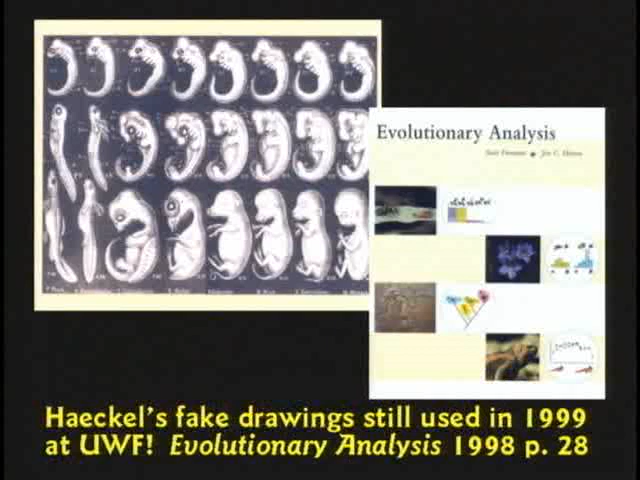 Evolutionary Analysis
Haeckel's fake drawings still used in 1999
at UWF! Evolutionary Analysis 1998 p. 28